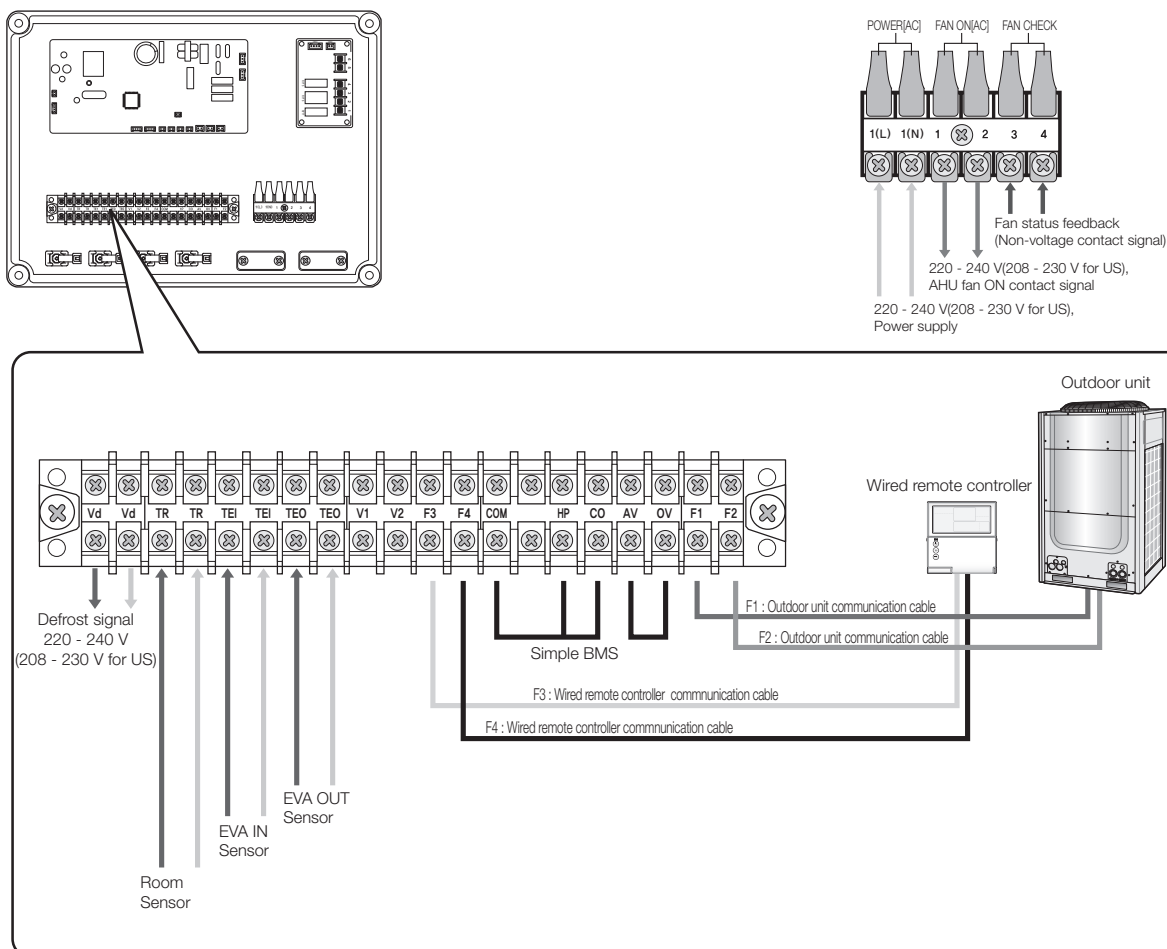 POWER[AC] FAN ON[AC] FAN CHECK
1(L) 1(N) 1 2 3 4
Fan status feedback
(Non-voltage contact signal)
220 - 240 V(208 - 230 V for US),
AHU fan ON contact signal
220 - 240 V(208 - 230 V for US),
Power supply
Outdoor unit
Wired remote controller
Vd Vd TR TR TEI TEI TEO TEO V1 V2 F3 F4 COM HP CO AV OV F1 F2
Defrost signal
220 - 240 V
(208 - 230 V for US)
F1 : Outdoor unit communication cable
F2 : Outdoor unit communication cable
Simple BMS
F3 : Wired remote controller commnunication cable
F4 : Wired remote controller commnunication cable
EVA OUT
Sensor
EVA IN
Sensor
Room
Sensor